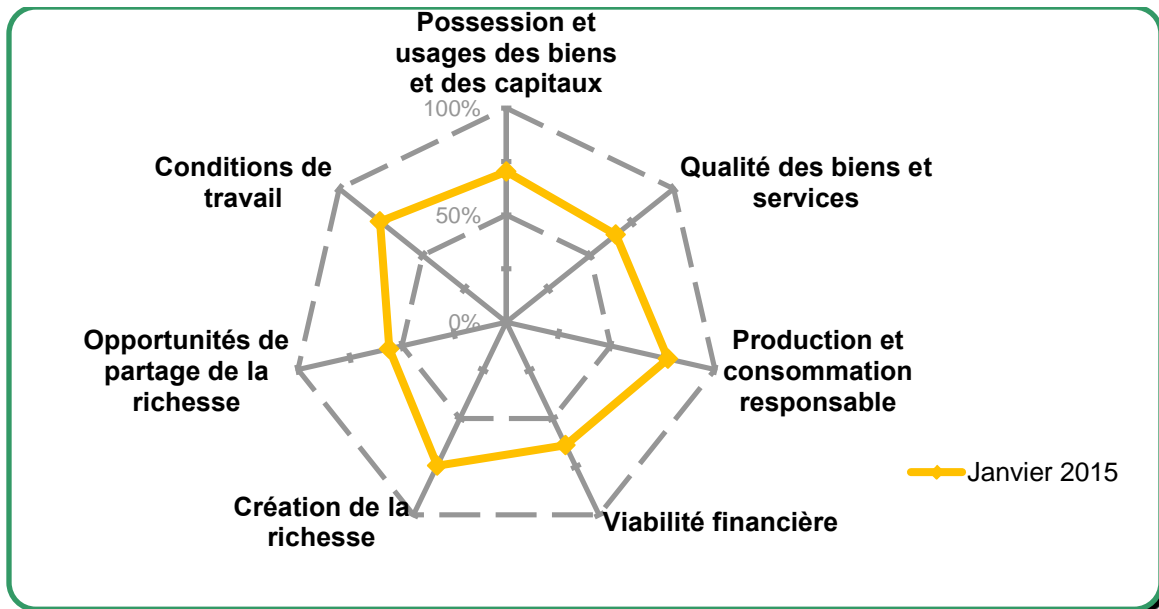 Possession et
usages des biens
et des capitaux
100%
Conditions de
travail
Qualité des biens et
services
50%
0%
Opportunités de
partage de la
richesse
Production et
consommation
responsable
Janvier 2015
Création de la
richesse
Viabilité financière